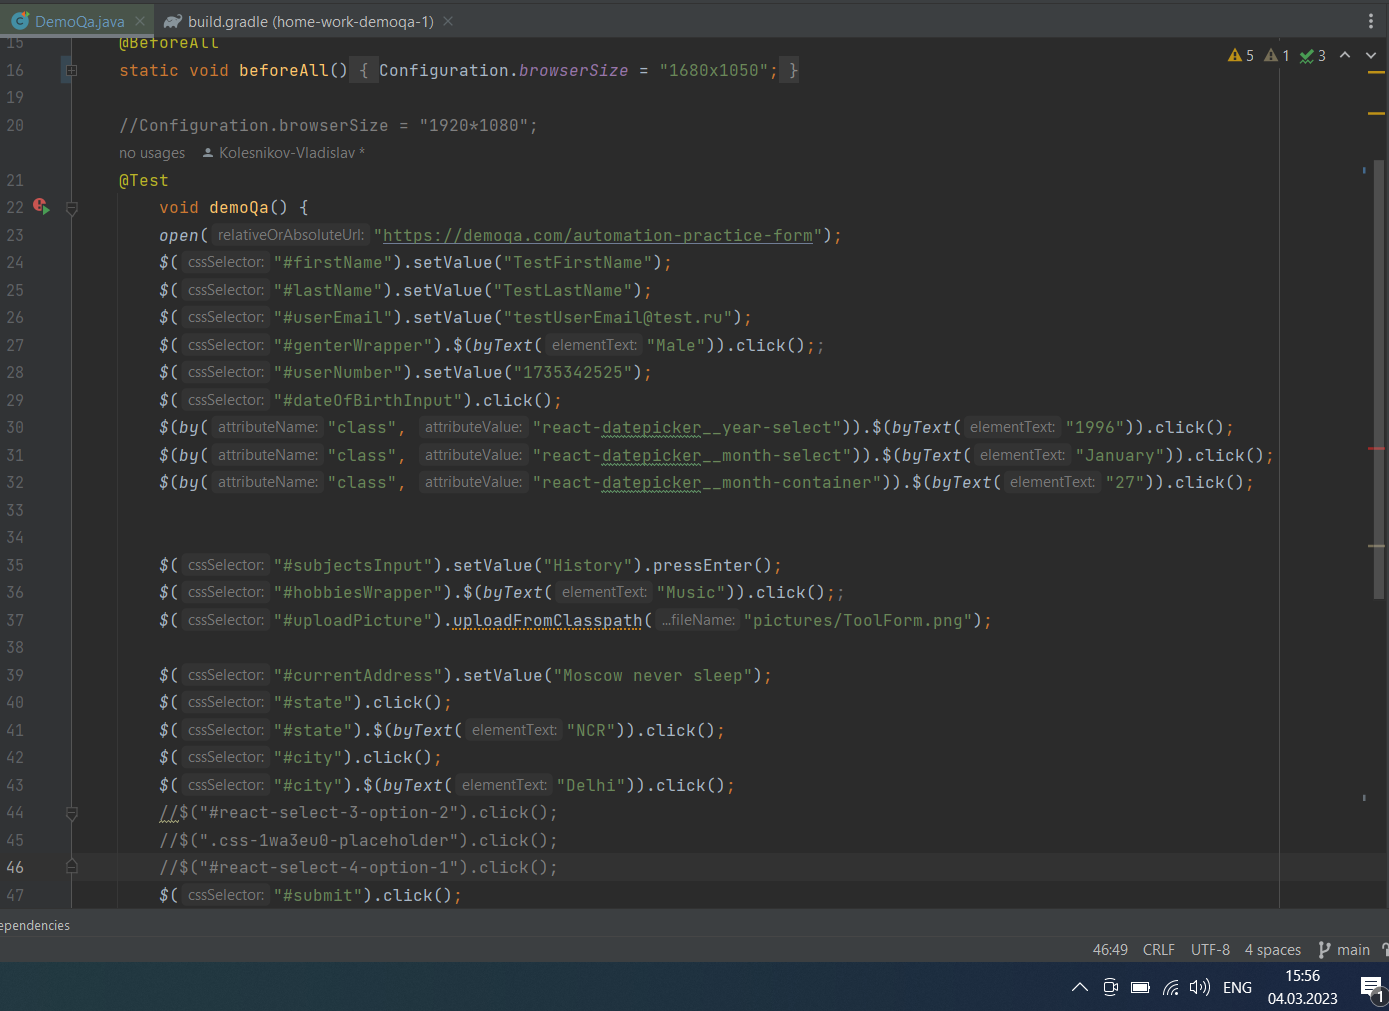 DemoQa.java build.gradle (home-work-demoqa-1)
15 @BeforeAll
5 1 3
16 static void beforeAll() { Configuration.browserSize = "1680x1050"; }
19
20 //Configuration.browserSize = "1920*1080";
no usages Kolesnikov-Vladislav *
21 @Test
22 void demoQa() {
23 open( relativeOrAbsoluteUrl: "https://demoqa.com/automation-practice-form");
24 $( cssSelector: "#firstName").setValue("TestFirstName");
25 $( cssSelector: "#lastName").setValue("TestLastName");
26 $( cssSelector: "#userEmail").setValue("testUserEmail@test.ru");
27 $( cssSelector: "#genterWrapper").$(byText( elementText: "Male")).click();;
28 $( cssSelector: "#userNumber").setValue("1735342525");
29 $( cssSelector: "#dateOfBirthInput").click();
30 $(by( attributeName: "class", attributeValue: "react-datepicker__year-select")).$(byText( elementText: "1996")).click();
31 $(by( attributeName: "class", attributeValue: "react-datepicker__month-select")).$(byText( elementText: "January")).click();
32 $(by( attributeName: "class", attributeValue: "react-datepicker__month-container")).$(byText( elementText: "27")).click();
33
34
35 $( cssSelector: "#subjectsInput").setValue("History").pressEnter();
36 $( cssSelector: "#hobbiesWrapper").$(byText( elementText: "Music")).click();;
37 $( cssSelector: "#uploadPicture").uploadFromClasspath( ...fileName: "pictures/ToolForm.png");
38
39 $( cssSelector: "#currentAddress").setValue("Moscow never sleep");
40 $( cssSelector: "#state").click();
41 $( cssSelector: "#state").$(byText( elementText: "NCR")).click();
42 $( cssSelector: "#city").click();
43 $( cssSelector: "#city").$(byText( elementText: "Delhi")).click();
44 //$("#react-select-3-option-2").click();
45 //$(".css-1wa3eu0-placeholder").click();
46 //$("#react-select-4-option-1").click();
47 $( cssSelector: "#submit").click();
ependencies
46:49 CRLF UTF-8 4 spaces main
ENG 15:56
04.03.2023 1